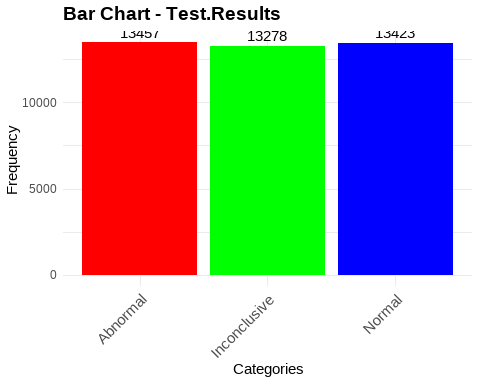 Bar Chart - Test.Results
13457
13278
13423
10000
5000
0
Frequency
Abnormal
Inconclusive
Normal
Categories